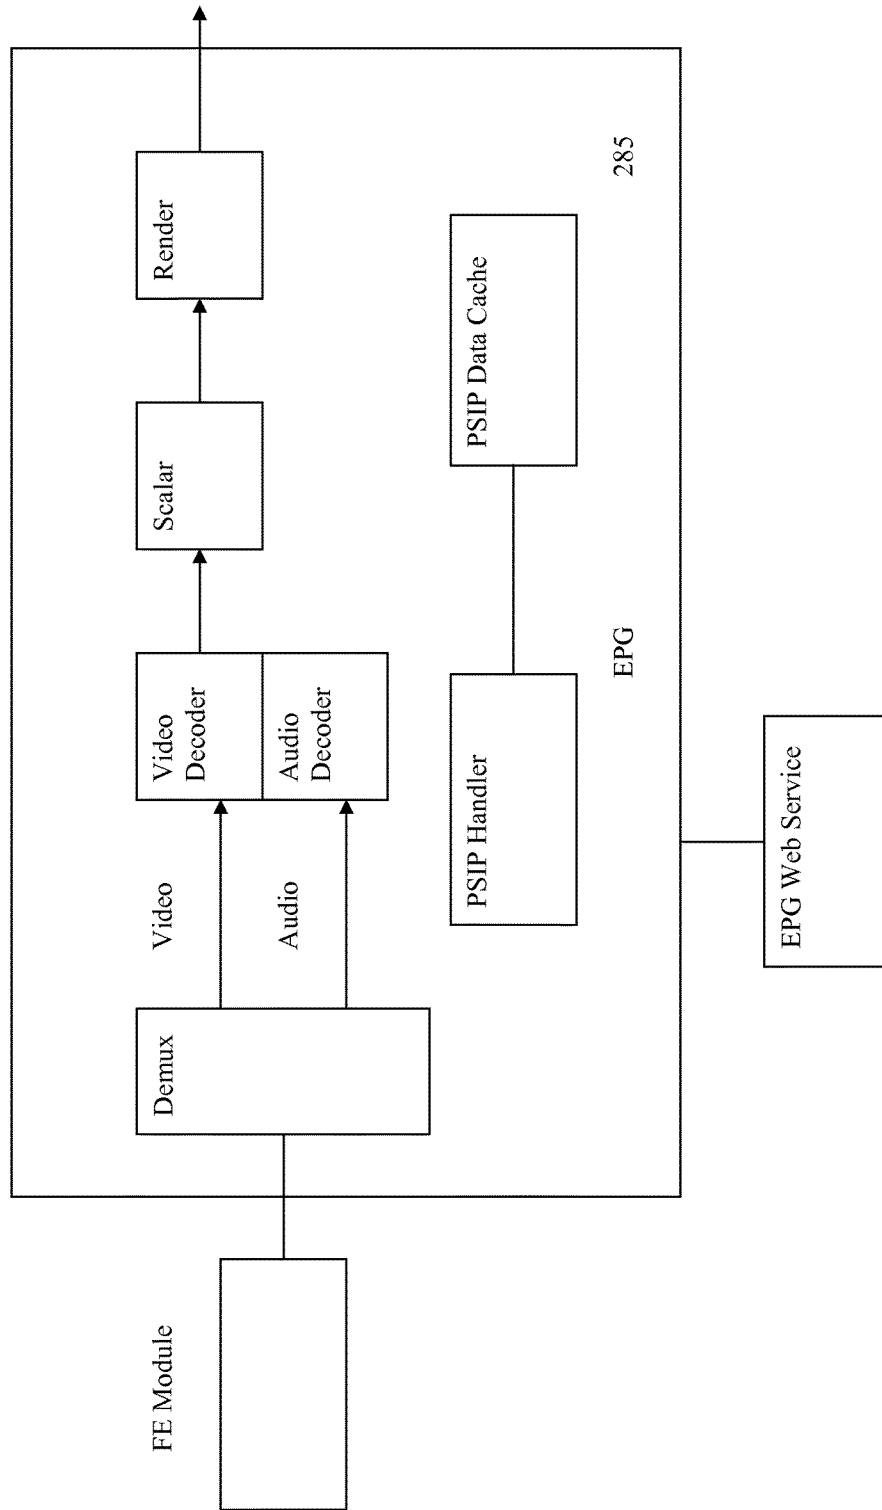 FE Module
Demux
Video
Audio
Video
Decoder
Audio
Decoder
Scalar
Render
PSIP Handler
PSIP Data Cache
EPG
285
EPG Web Service